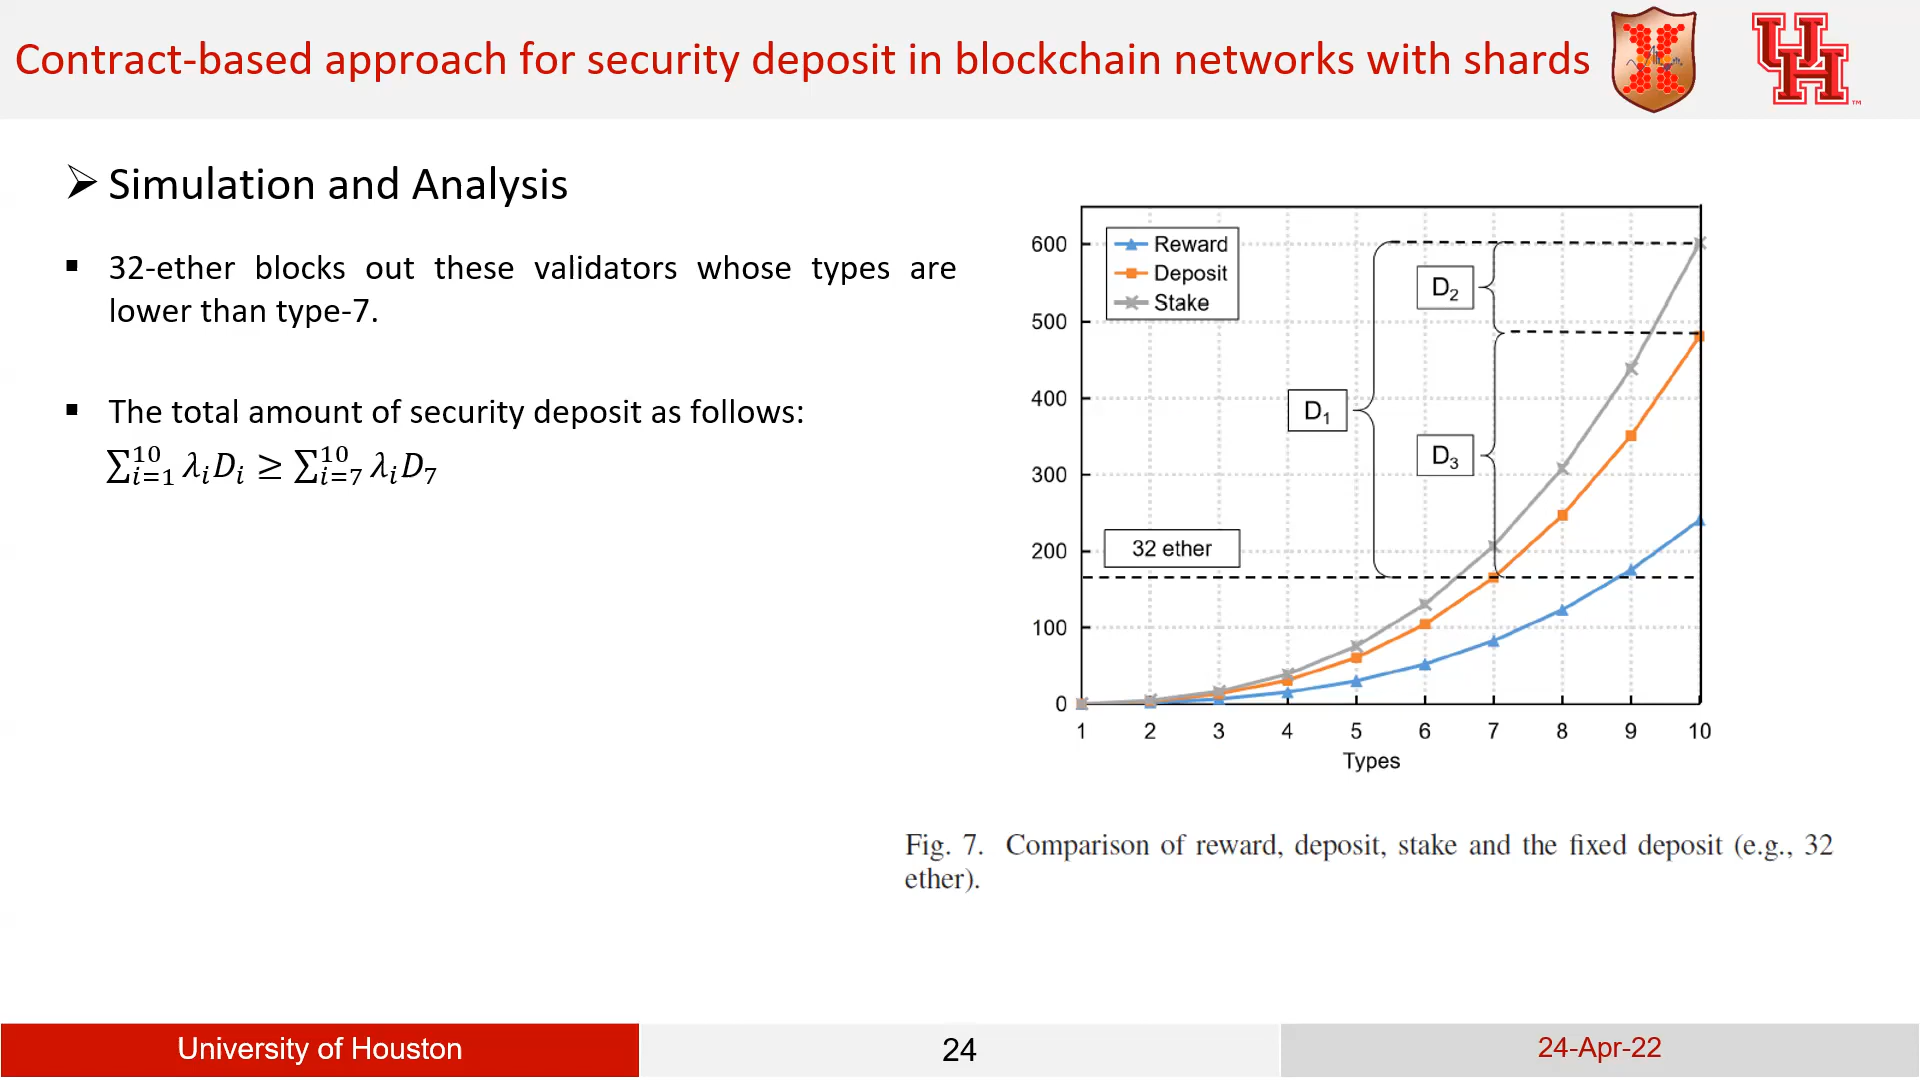 Contract-based approach for security deposit in blockchain networks with shards
UH
™
➢ Simulation and Analysis
▪ 32-ether blocks out these validators whose types are
lower than type-7.
▪ The total amount of security deposit as follows:
∑_{i=1}^{10} λ_i D_i ≥ ∑_{i=7}^{10} λ_i D_7
Reward
Deposit
Stake
600
500
400
300
200
100
0
D₂
D₁
D₃
32 ether
1 2 3 4 5 6 7 8 9 10
Types
Fig. 7. Comparison of reward, deposit, stake and the fixed deposit (e.g., 32
ether).
University of Houston
24
24-Apr-22